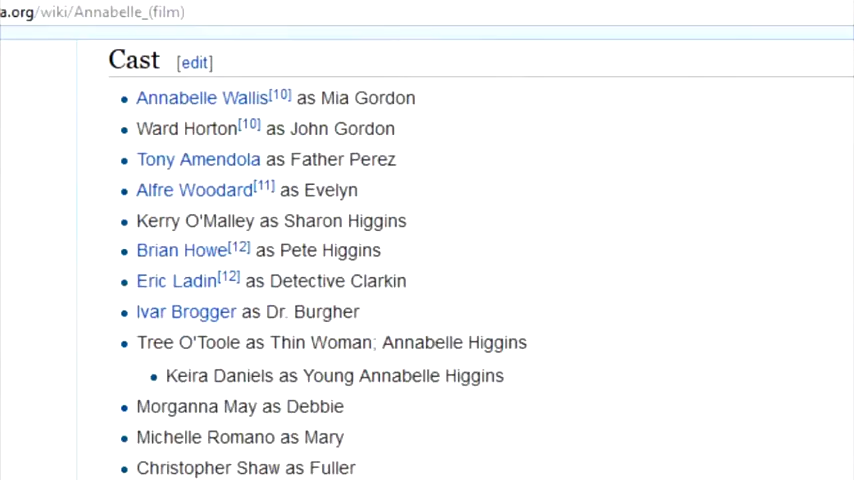 a.org/wiki/Annabelle_(film)
Cast [edit]
Annabelle Wallis[10] as Mia Gordon
Ward Horton[10] as John Gordon
Tony Amendola as Father Perez
Alfre Woodard[11] as Evelyn
Kerry O'Malley as Sharon Higgins
Brian Howe[12] as Pete Higgins
Eric Ladin[12] as Detective Clarkin
Ivar Brogger as Dr. Burgher
Tree O'Toole as Thin Woman; Annabelle Higgins
Keira Daniels as Young Annabelle Higgins
Morganna May as Debbie
Michelle Romano as Mary
Christopher Shaw as Fuller